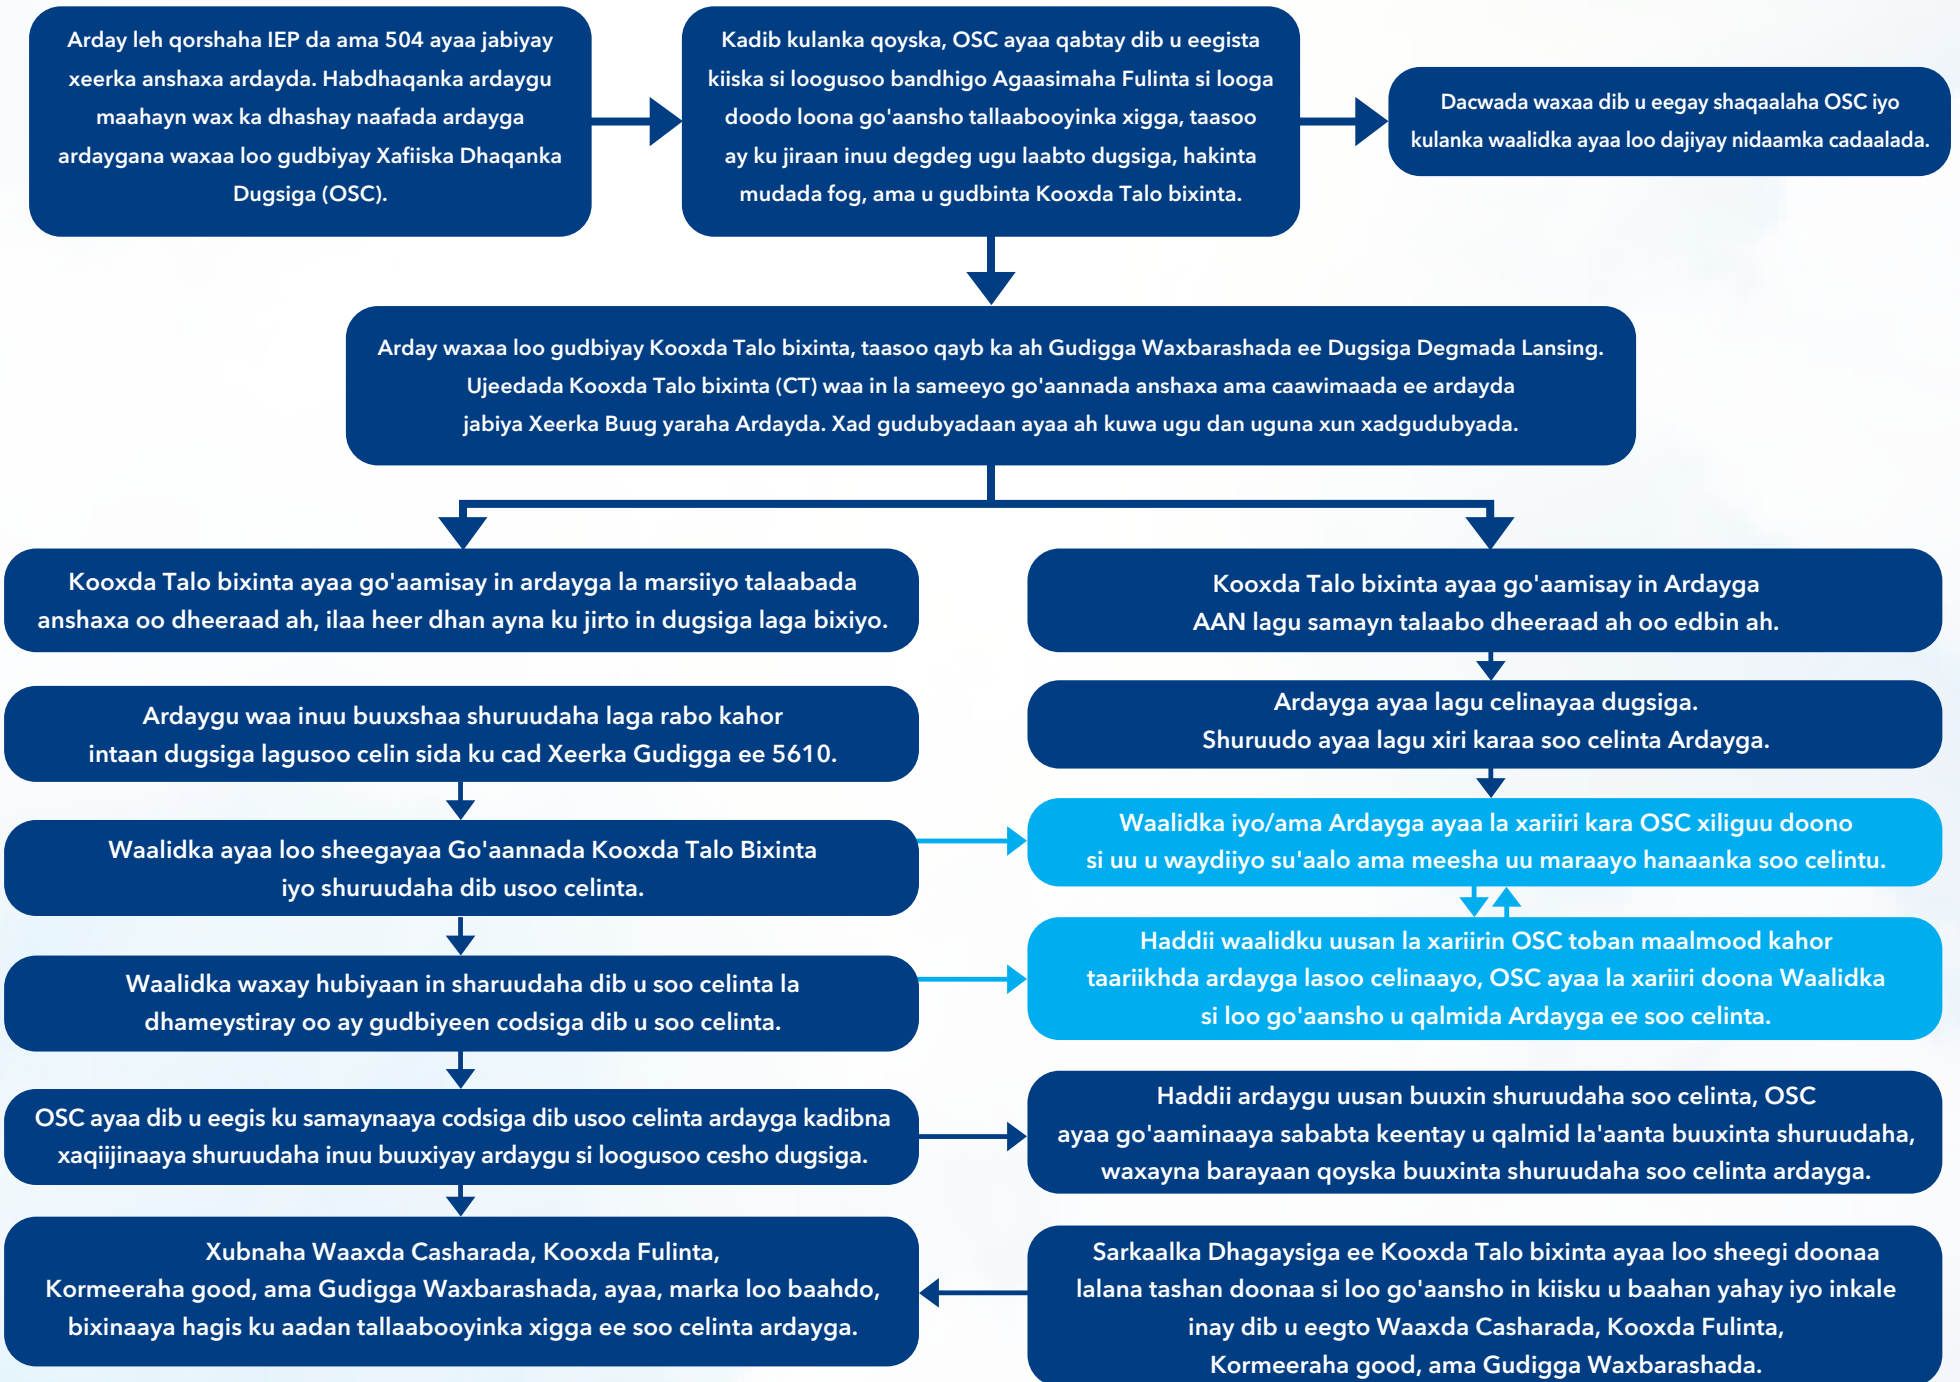 Arday leh qorshaha IEP da ama 504 ayaa jabiyay
xeerka anshaxa ardayda. Habdhaqanka ardaygu
maahayn wax ka dhashay naafada ardayga
ardaygana waxaa loo gudbiyay Xafiiska Dhaqanka
Dugsiga (OSC).
Kadib kulanka qoyska, OSC ayaa qabtay dib u eegista
kiiska si loogusoo bandhigo Agaasimaha Fulinta si looga
doodo loona go'aansho tallaabooyinka xigga, taasoo
ay ku jiraan inuu degdeg ugu laabto dugsiga, hakinta
mudada fog, ama u gudbinta Kooxda Talo bixinta.
Dacwada waxaa dib u eegay shaqaalaha OSC iyo
kulanka waalidka ayaa loo dajiyay nidaamka cadaalada.
Arday waxaa loo gudbiyay Kooxda Talo bixinta, taasoo qayb ka ah Gudigga Waxbarashada ee Dugsiga Degmada Lansing.
Ujeedada Kooxda Talo bixinta (CT) waa in la sameeyo go'aannada anshaxa ama caawimaada ee ardayda
jabiya Xeerka Buug yaraha Ardayda. Xad gudubyadaan ayaa ah kuwa ugu dan uguna xun xadgudubyada.
Kooxda Talo bixinta ayaa go'aamisay in ardayga la marsiiyo talaabada
anshaxa oo dheeraad ah, ilaa heer dhan ayna ku jirto in dugsiga laga bixiyo.
Kooxda Talo bixinta ayaa go'aamisay in Ardayga
AAN lagu samayn talaabo dheeraad ah oo edbin ah.
Ardaygu waa inuu buuxshaa shuruudaha laga rabo kahor
intaan dugsiga lagusoo celin sida ku cad Xeerka Gudigga ee 5610.
Ardayga ayaa lagu celinayaa dugsiga.
Shuruudo ayaa lagu xiri karaa soo celinta Ardayga.
Waalidka ayaa loo sheegayaa Go'aannada Kooxda Talo Bixinta
iyo shuruudaha dib usoo celinta.
Waalidka iyo/ama Ardayga ayaa la xariiri kara OSC xiliguu doono
si uu u waydiiyo su'aalo ama meesha uu maraayo hanaanka soo celintu.
Waalidka waxay hubiyaan in sharuudaha dib u soo celinta la
dhameystiray oo ay gudbiyeen codsiga dib u soo celinta.
Haddii waalidku uusan la xariirin OSC toban maalmood kahor
taariikhda ardayga lasoo celinaayo, OSC ayaa la xariiri doona Waalidka
si loo go'aansho u qalmida Ardayga ee soo celinta.
OSC ayaa dib u eegis ku samaynaaya codsiga dib usoo celinta ardayga kadibna
xaqiijinaaya shuruudaha inuu buuxiyay ardaygu si loogusoo cesho dugsiga.
Haddii ardaygu uusan buuxin shuruudaha soo celinta, OSC
ayaa go'aaminaaya sababta keentay u qalmid la'aanta buuxinta shuruudaha,
waxayna barayaan qoyska buuxinta shuruudaha soo celinta ardayga.
Xubnaha Waaxda Casharada, Kooxda Fulinta,
Kormeeraha good, ama Gudigga Waxbarashada, ayaa, marka loo baahdo,
bixinaaya hagis ku aadan tallaabooyinka xigga ee soo celinta ardayga.
Sarkaalka Dhagaysiga ee Kooxda Talo bixinta ayaa loo sheegi doonaa
lalana tashan doonaa si loo go'aansho in kiisku u baahan yahay iyo inkale
inay dib u eegto Waaxda Casharada, Kooxda Fulinta,
Kormeeraha good, ama Gudigga Waxbarashada.